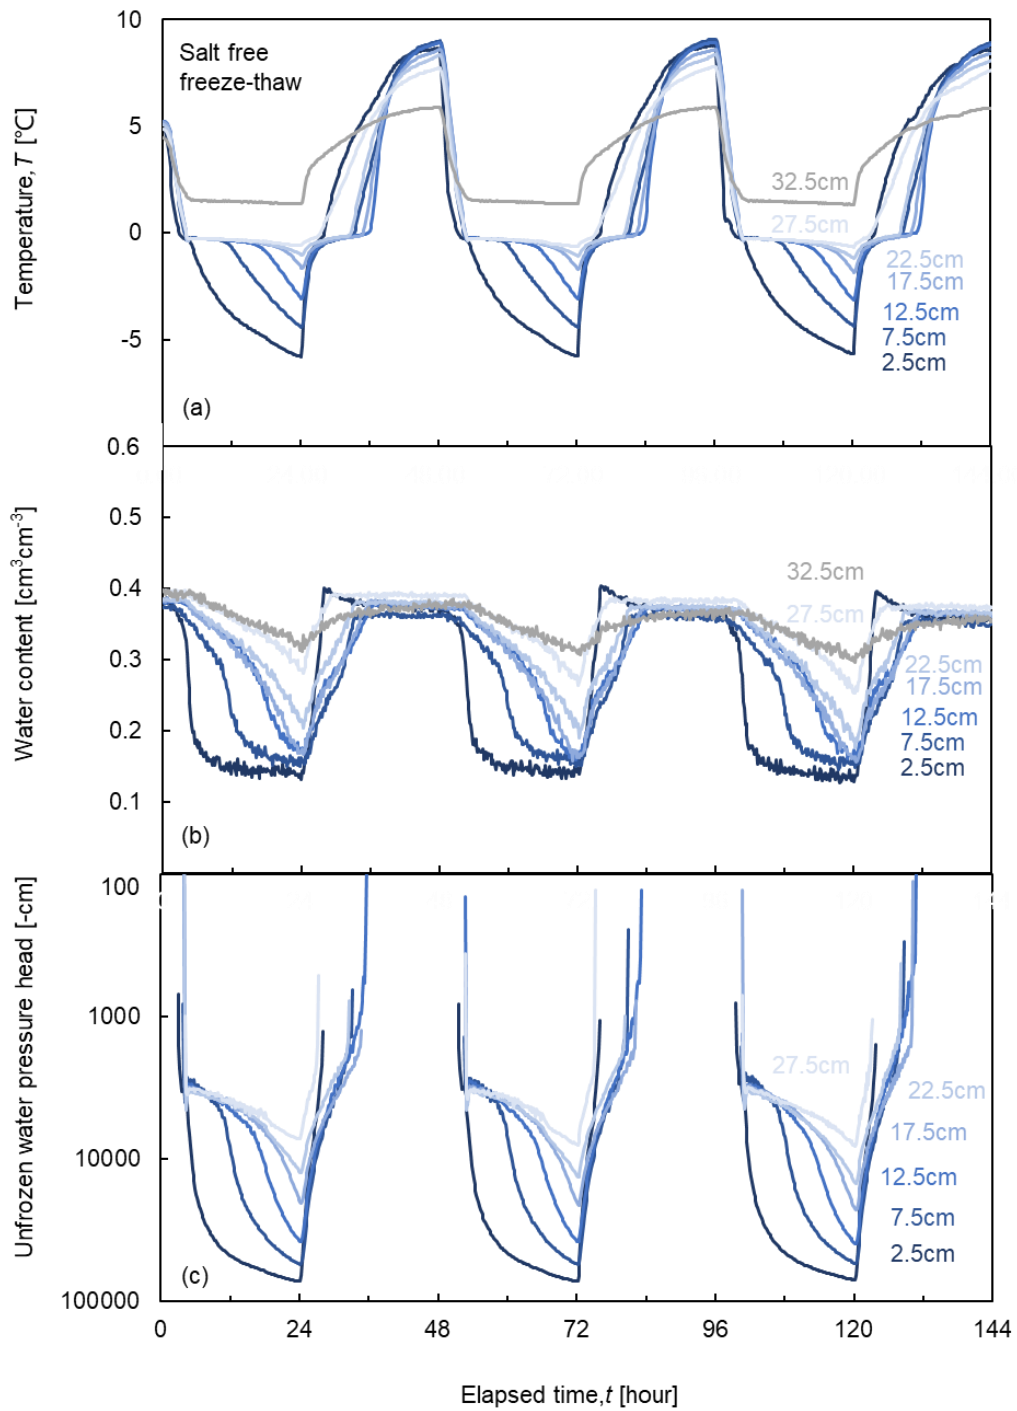 10
Salt free
freeze-thaw
5
0
-5
Temperature, T [℃]
32.5cm
27.5cm
22.5cm
17.5cm
12.5cm
7.5cm
2.5cm
(a)
0.6
0.5
0.4
0.3
0.2
0.1
Water content [cm³cm⁻³]
32.5cm
27.5cm
22.5cm
17.5cm
12.5cm
7.5cm
2.5cm
(b)
100
1000
10000
100000
Unfrozen water pressure head [-cm]
27.5cm
22.5cm
17.5cm
12.5cm
7.5cm
2.5cm
(c)
0 24 48 72 96 120 144
Elapsed time,t [hour]